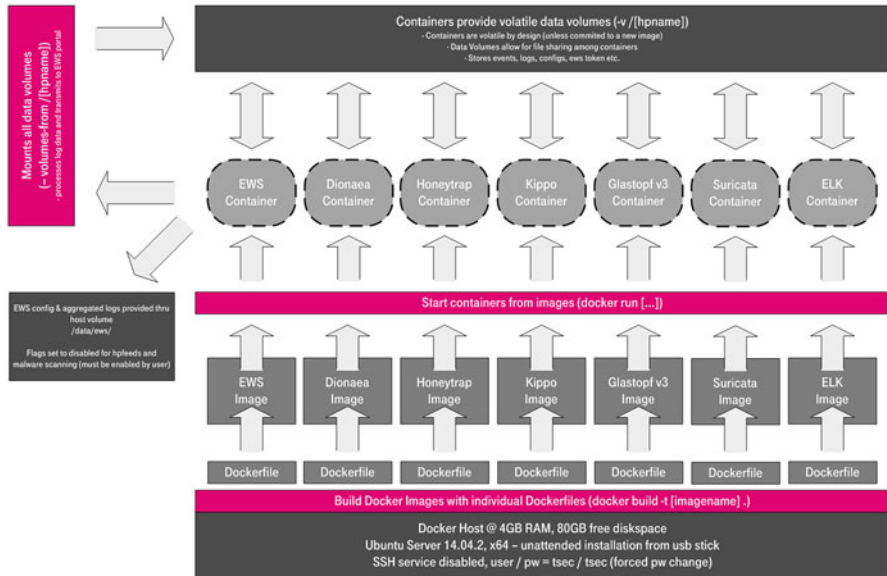 Containers provide volatile data volumes (-v /[hpname])
- Containers are volatile by design (unless commited to a new image)
- Data Volumes allow for file sharing among containers
- Stores events, logs, configs, ews token etc.
Mounts all data volumes
(– volumes-from /[hpname])
- processes log data and transmits to EWS portal
EWS
Container
Dionaea
Container
Honeytrap
Container
Kippo
Container
Glastopf v3
Container
Suricata
Container
ELK
Container
EWS config & aggregated logs provided thru
host volume
/data/ews/
Flags set to disabled for hpfeeds and
malware scanning (must be enabled by user)
Start containers from images (docker run [...])
EWS
Image
Dionaea
Image
Honeytrap
Image
Kippo
Image
Glastopf v3
Image
Suricata
Image
ELK
Image
Dockerfile
Dockerfile
Dockerfile
Dockerfile
Dockerfile
Dockerfile
Dockerfile
Build Docker Images with individual Dockerfiles (docker build -t [imagename] .)
Docker Host @ 4GB RAM, 80GB free diskspace
Ubuntu Server 14.04.2, x64 – unattended installation from usb stick
SSH service disabled, user / pw = tsec / tsec (forced pw change)